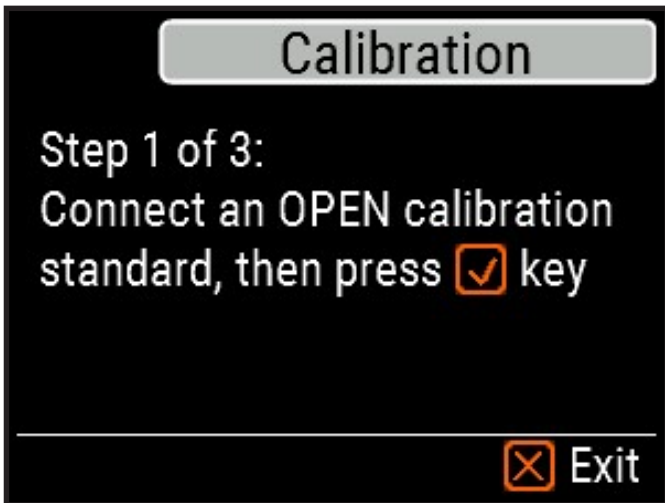 Calibration
Step 1 of 3:
Connect an OPEN calibration
standard, then press key
Exit